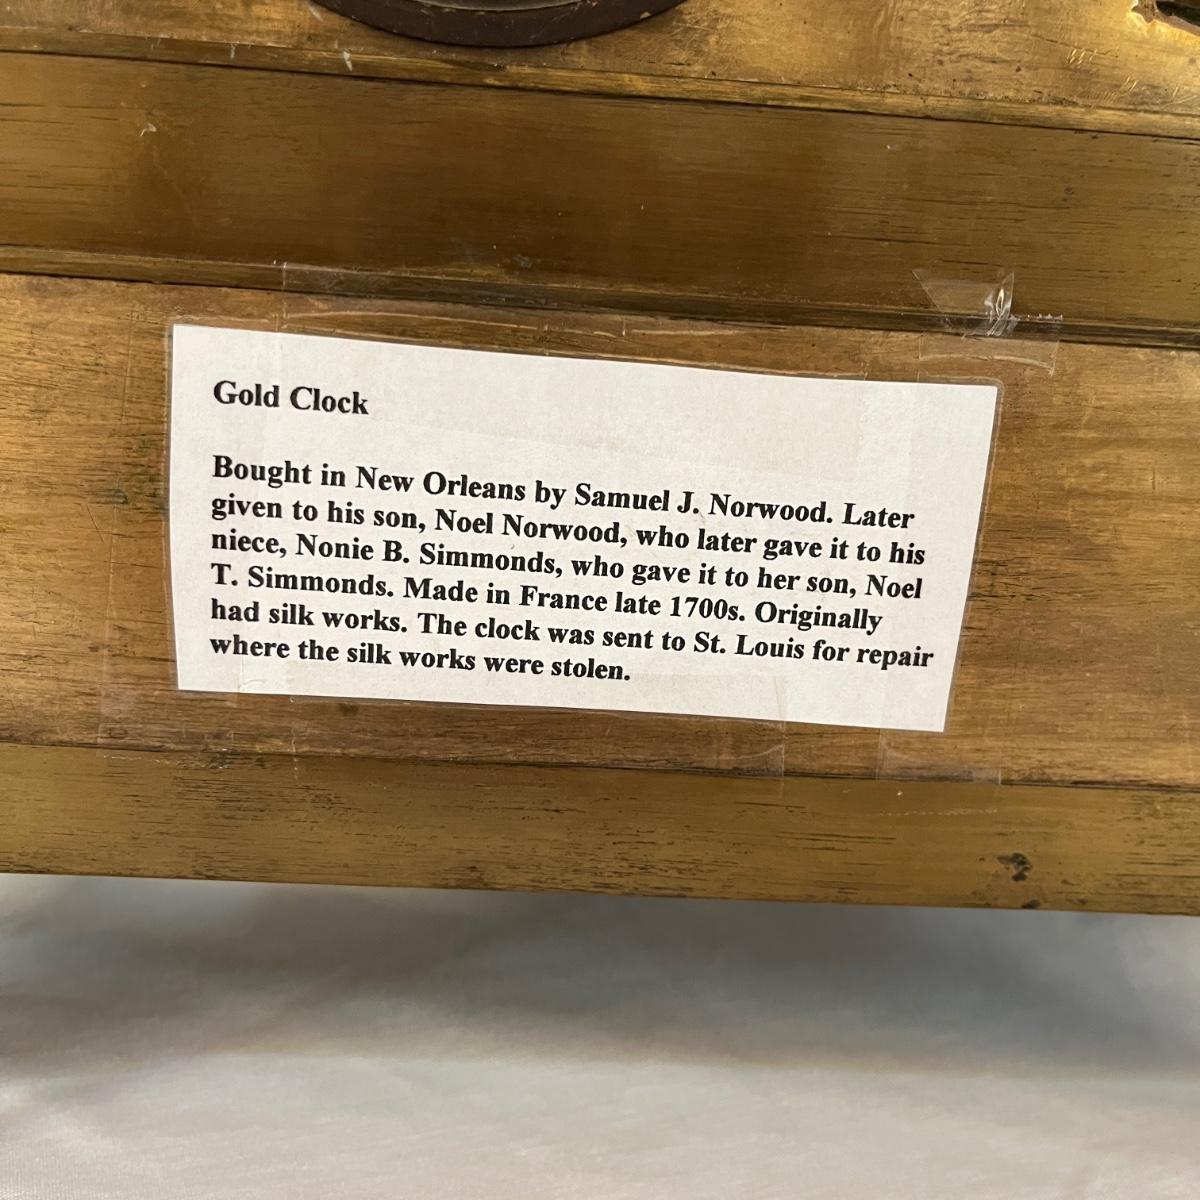 Gold Clock
Bought in New Orleans by Samuel J. Norwood. Later
given to his son, Noel Norwood, who later gave it to his
niece, Nonie B. Simmonds, who gave it to her son, Noel
T. Simmonds. Made in France late 1700s. Originally
had silk works. The clock was sent to St. Louis for repair
where the silk works were stolen.